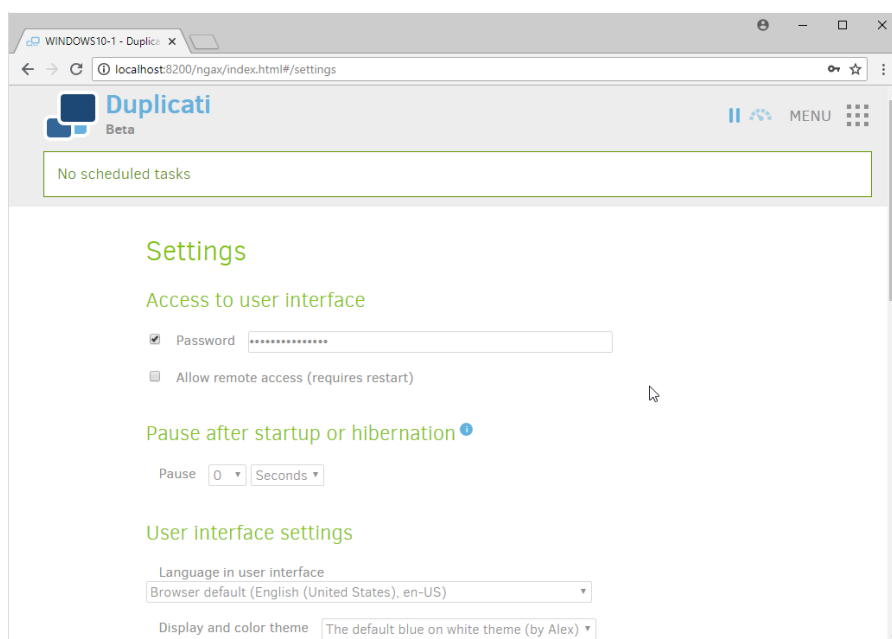 WINDOWS10-1 - Duplica
localhost:8200/ngax/index.html#/settings
Duplicati
Beta
MENU
No scheduled tasks
Settings
Access to user interface
Password •••••••••••••••
Allow remote access (requires restart)
Pause after startup or hibernation
Pause 0 Seconds
User interface settings
Language in user interface
Browser default (English (United States), en-US)
Display and color theme The default blue on white theme (by Alex)